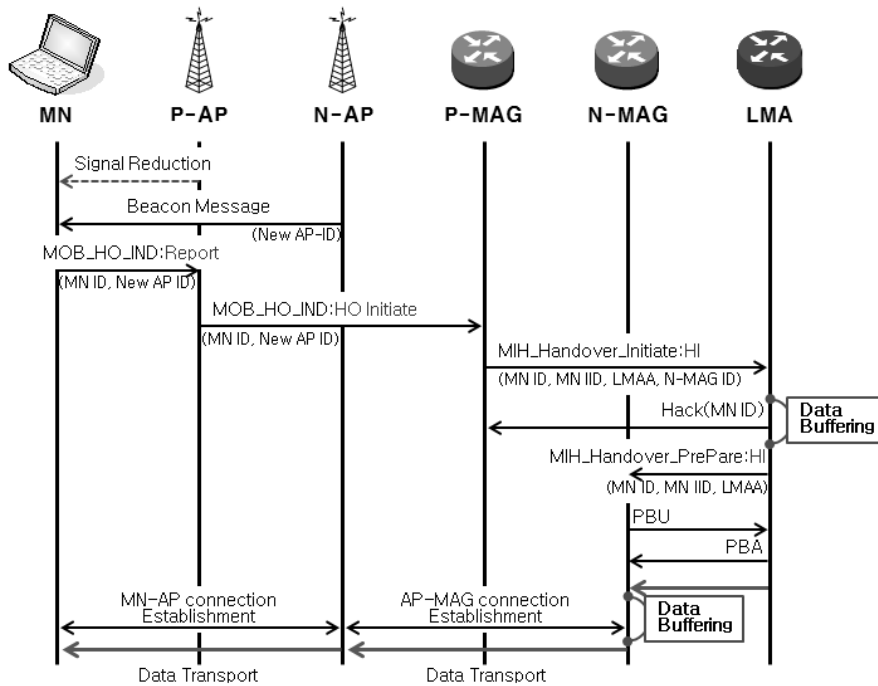 MN
P-AP
N-AP
P-MAG
N-MAG
LMA
Signal Reduction
Beacon Message
(New AP-ID)
MOB_HO_IND:Report
(MN ID, New AP ID)
MOB_HO_IND:HO Initiate
(MN ID, New AP ID)
MIH_Handover_Initiate:HI
(MN ID, MN IID, LMAA, N-MAG ID)
Hack(MN ID)
Data
Buffering
MIH_Handover_PrePare:HI
(MN ID, MN IID, LMAA)
PBU
PBA
MN-AP connection
Establishment
AP-MAG connection
Establishment
Data
Buffering
Data Transport
Data Transport